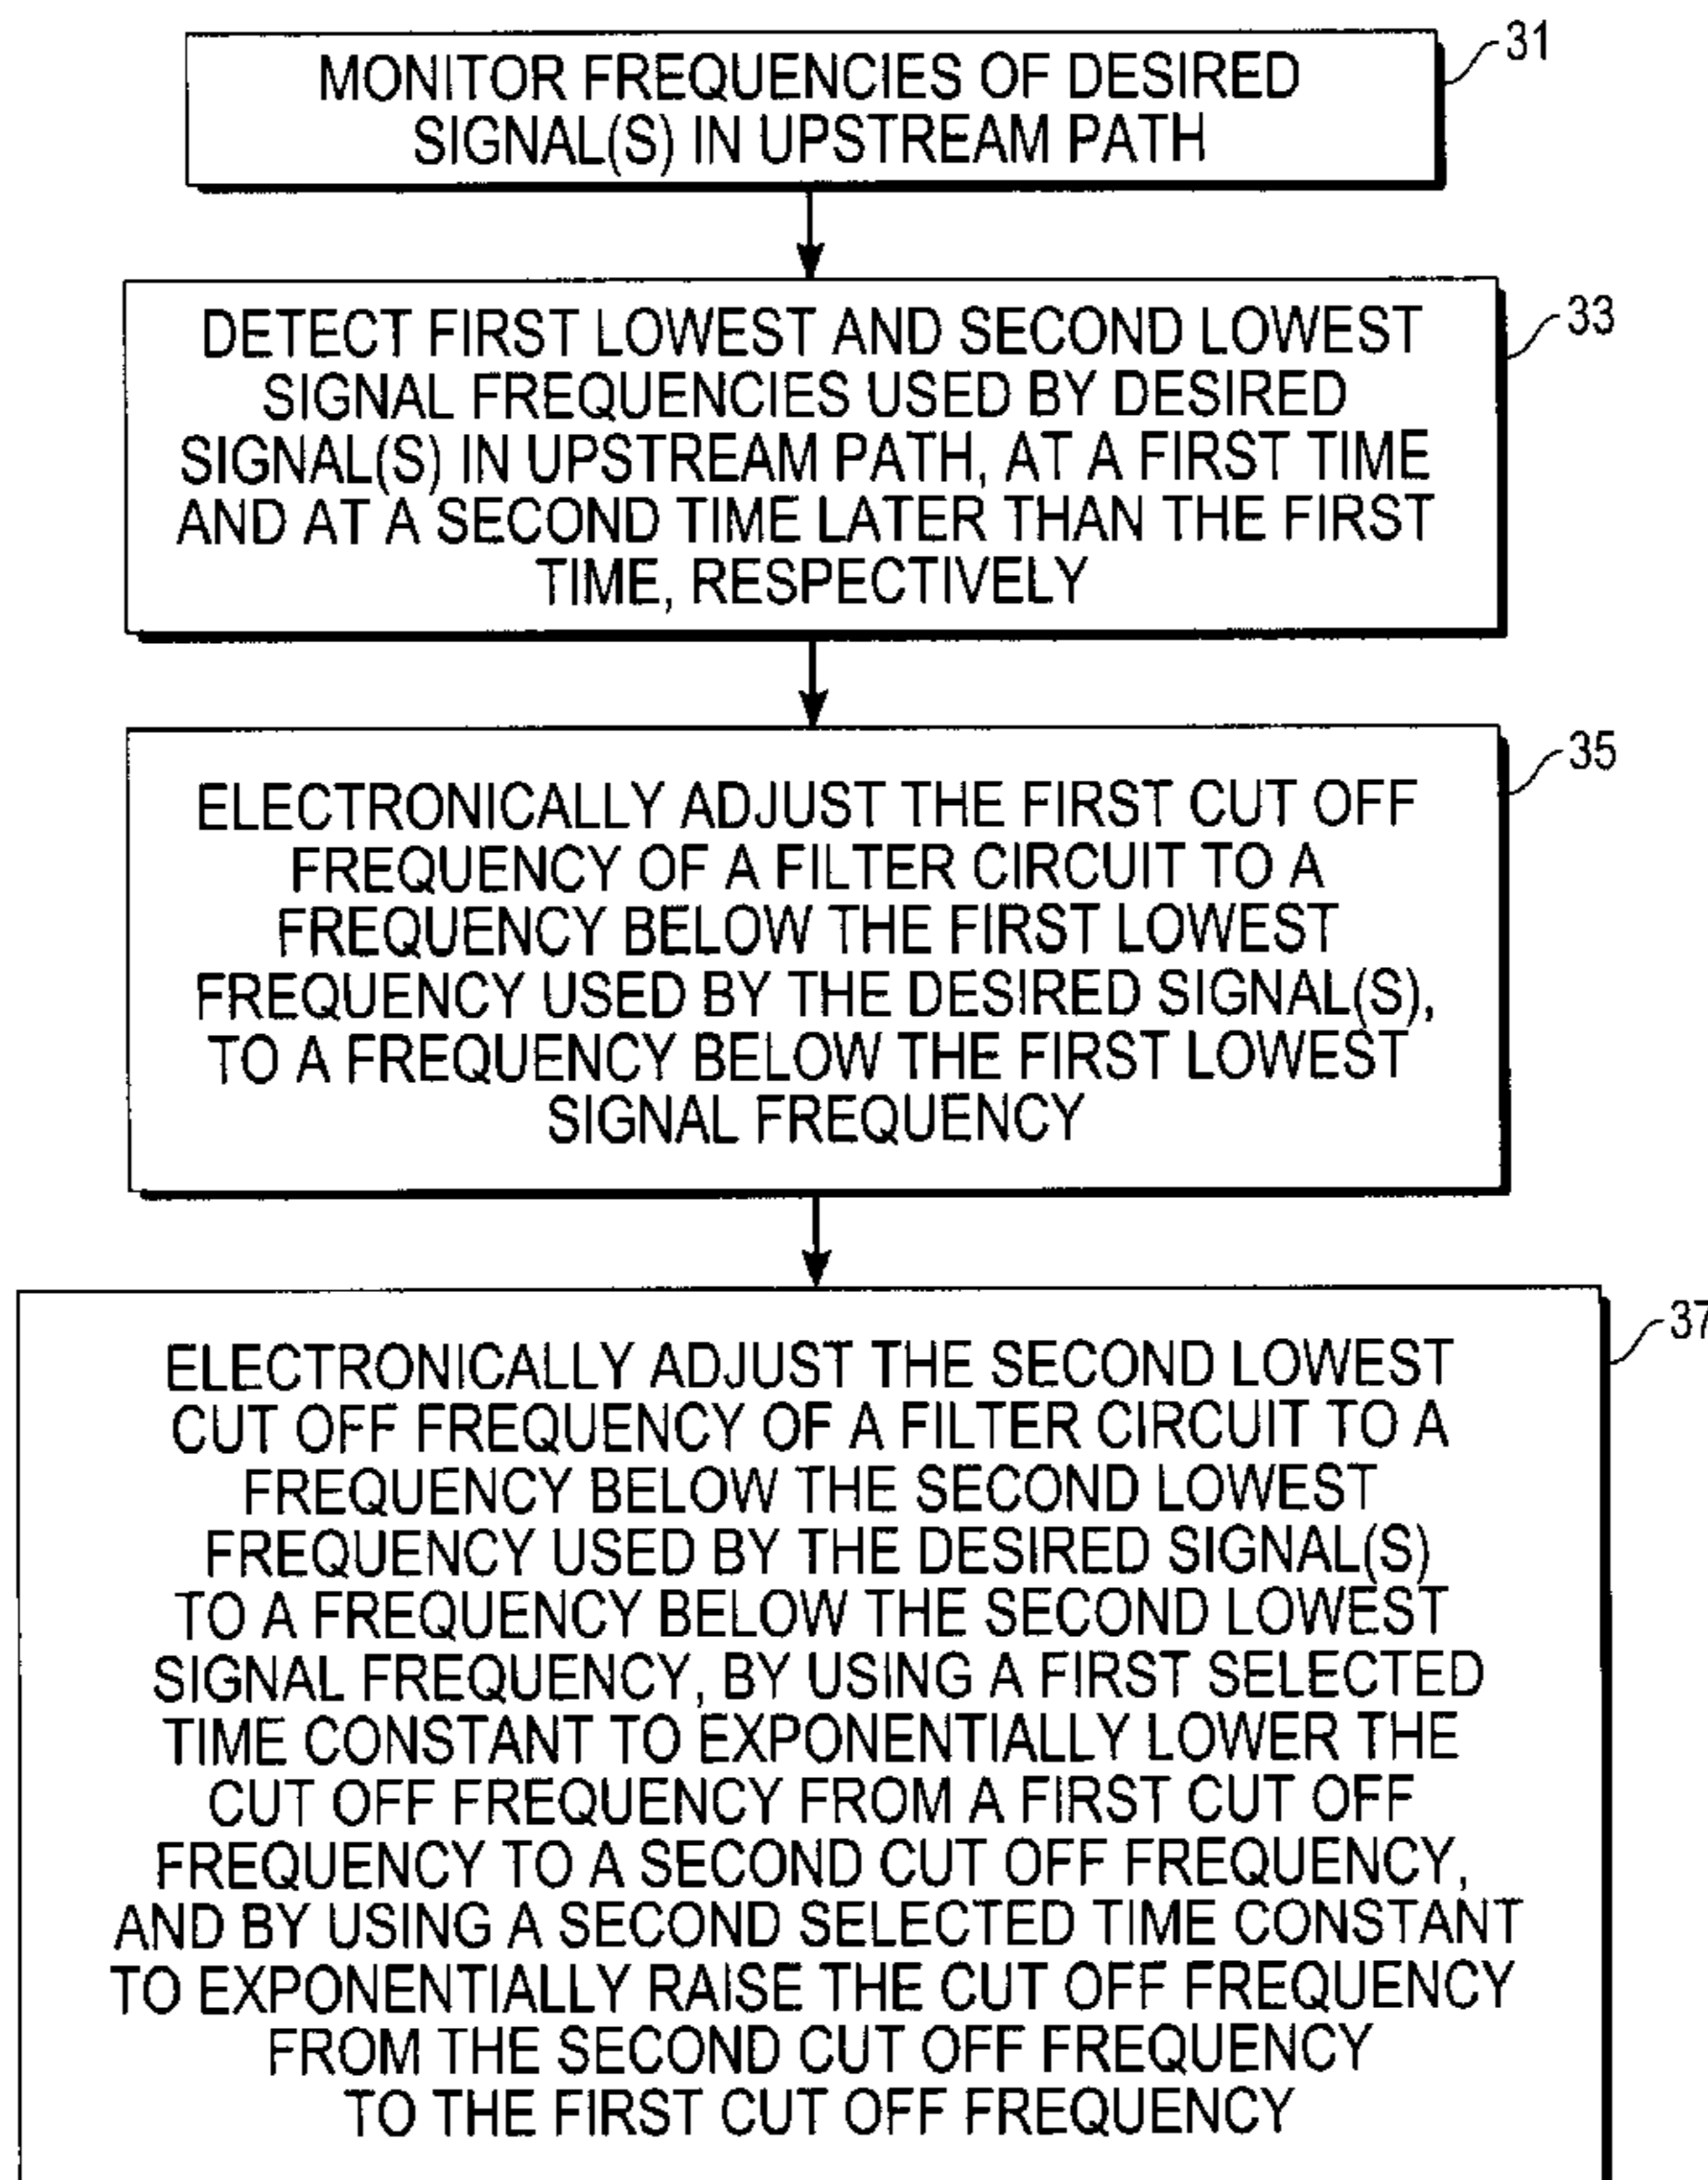 31
MONITOR FREQUENCIES OF DESIRED
SIGNAL(S) IN UPSTREAM PATH
33
DETECT FIRST LOWEST AND SECOND LOWEST
SIGNAL FREQUENCIES USED BY DESIRED
SIGNAL(S) IN UPSTREAM PATH, AT A FIRST TIME
AND AT A SECOND TIME LATER THAN THE FIRST
TIME, RESPECTIVELY
35
ELECTRONICALLY ADJUST THE FIRST CUT OFF
FREQUENCY OF A FILTER CIRCUIT TO A
FREQUENCY BELOW THE FIRST LOWEST
FREQUENCY USED BY THE DESIRED SIGNAL(S),
TO A FREQUENCY BELOW THE FIRST LOWEST
SIGNAL FREQUENCY
37
ELECTRONICALLY ADJUST THE SECOND LOWEST
CUT OFF FREQUENCY OF A FILTER CIRCUIT TO A
FREQUENCY BELOW THE SECOND LOWEST
FREQUENCY USED BY THE DESIRED SIGNAL(S)
TO A FREQUENCY BELOW THE SECOND LOWEST
SIGNAL FREQUENCY, BY USING A FIRST SELECTED
TIME CONSTANT TO EXPONENTIALLY LOWER THE
CUT OFF FREQUENCY FROM A FIRST CUT OFF
FREQUENCY TO A SECOND CUT OFF FREQUENCY,
AND BY USING A SECOND SELECTED TIME CONSTANT
TO EXPONENTIALLY RAISE THE CUT OFF FREQUENCY
FROM THE SECOND CUT OFF FREQUENCY
TO THE FIRST CUT OFF FREQUENCY